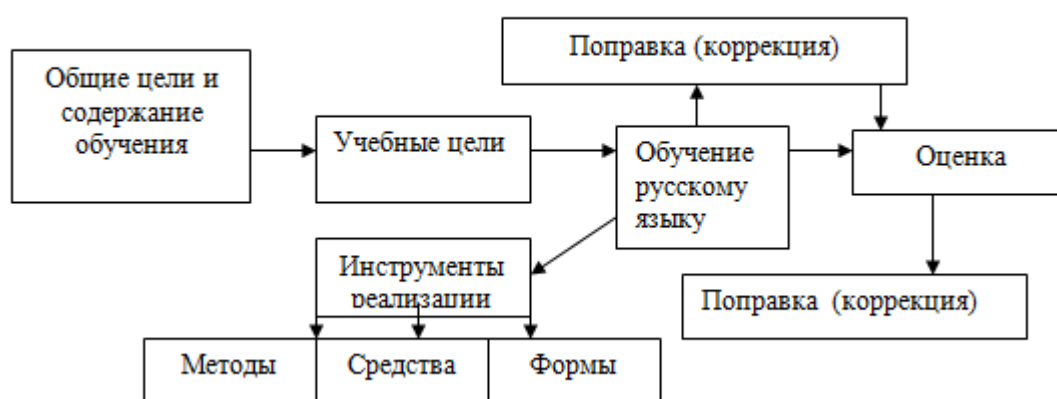 Поправка (коррекция)
Общие цели и
содержание
обучения
Учебные цели
Обучение
русскому
языку
Оценка
Инструменты
реализации
Поправка (коррекция)
Методы
Средства
Формы